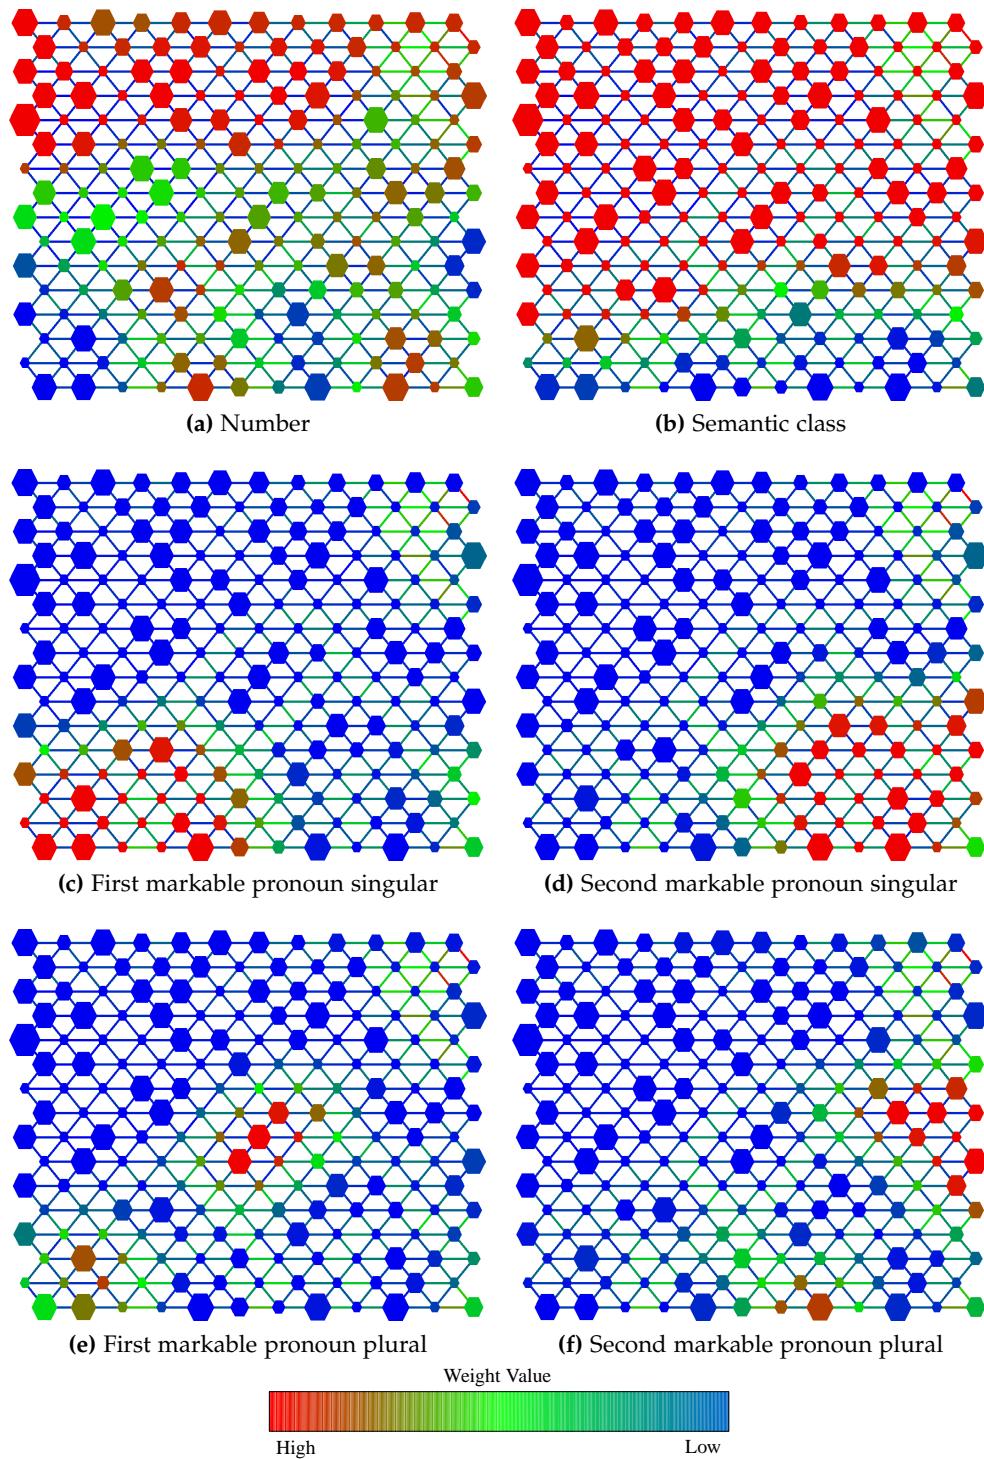 (a) Number
(b) Semantic class
(c) First markable pronoun singular
(d) Second markable pronoun singular
(e) First markable pronoun plural
(f) Second markable pronoun plural
Weight Value
High
Low